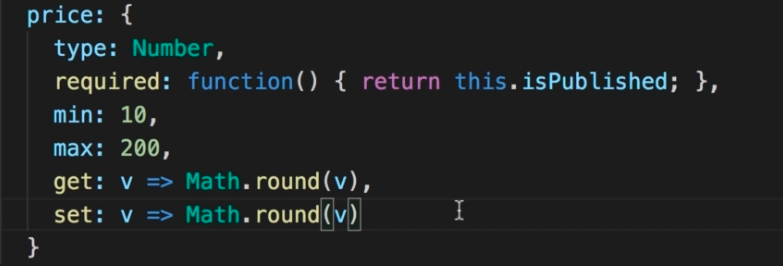 price: {
type: Number,
required: function() { return this.isPublished; },
min: 10,
max: 200,
get: v => Math.round(v),
set: v => Math.round(v)
}